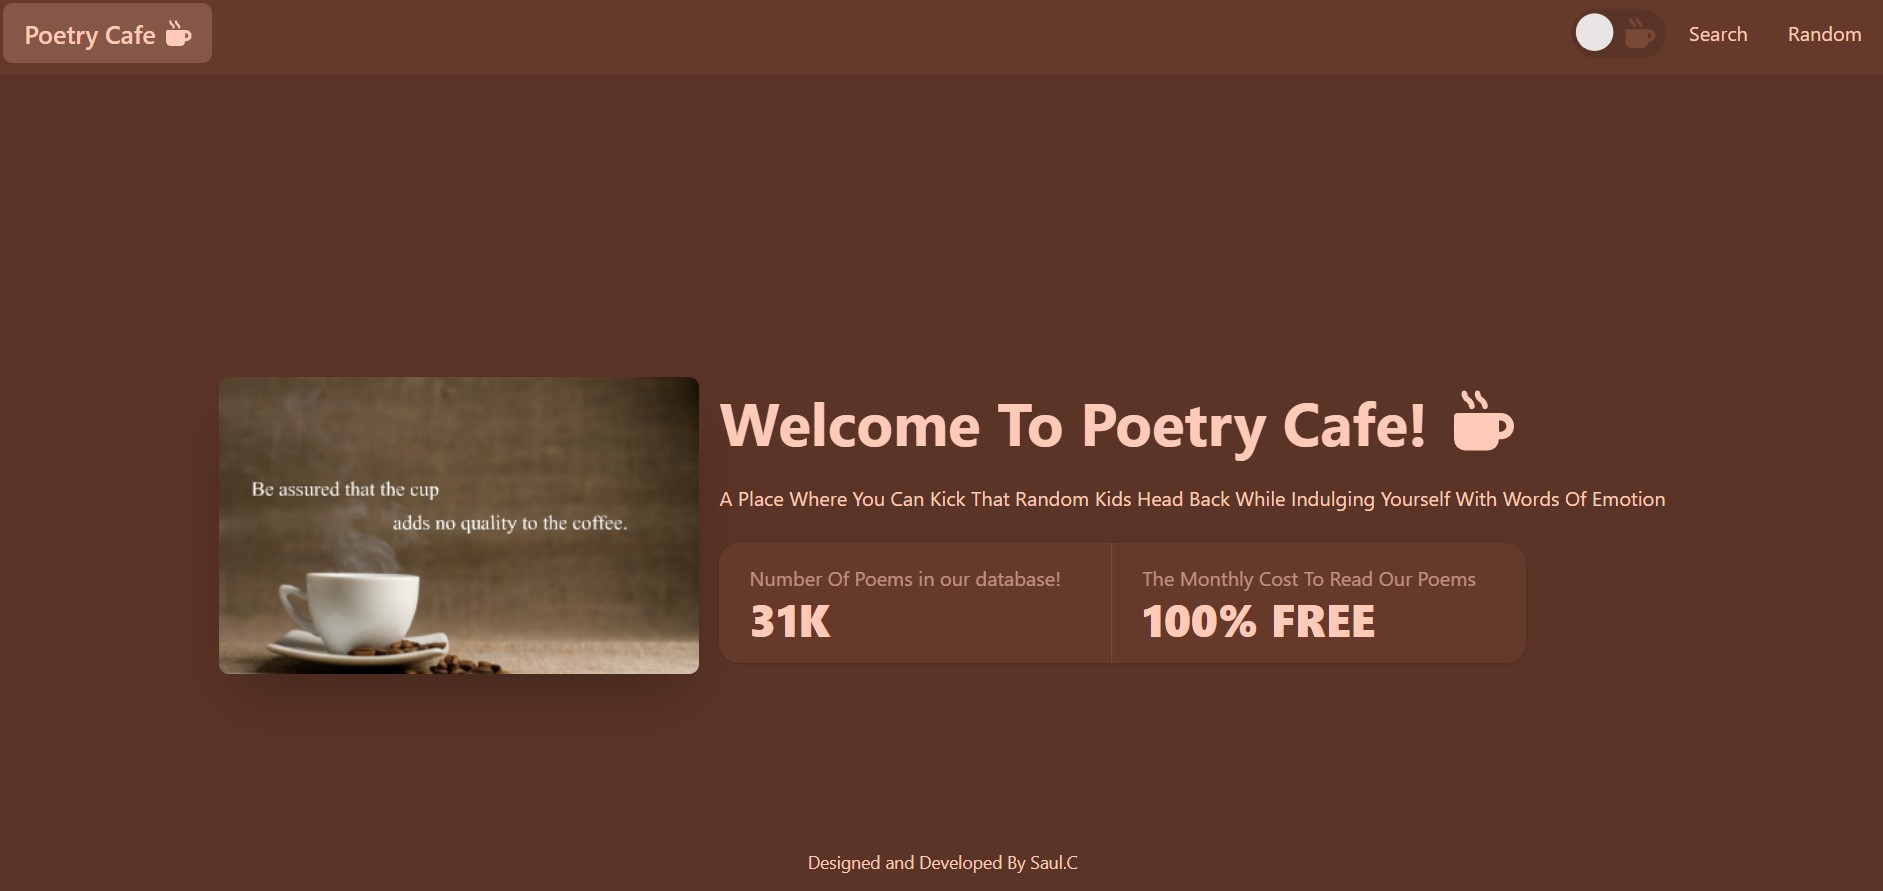 Poetry Cafe
Search
Random
Be assured that the cup
adds no quality to the coffee.
Welcome To Poetry Cafe!
A Place Where You Can Kick That Random Kids Head Back While Indulging Yourself With Words Of Emotion
Number Of Poems in our database!
31K
The Monthly Cost To Read Our Poems
100% FREE
Designed and Developed By Saul.C